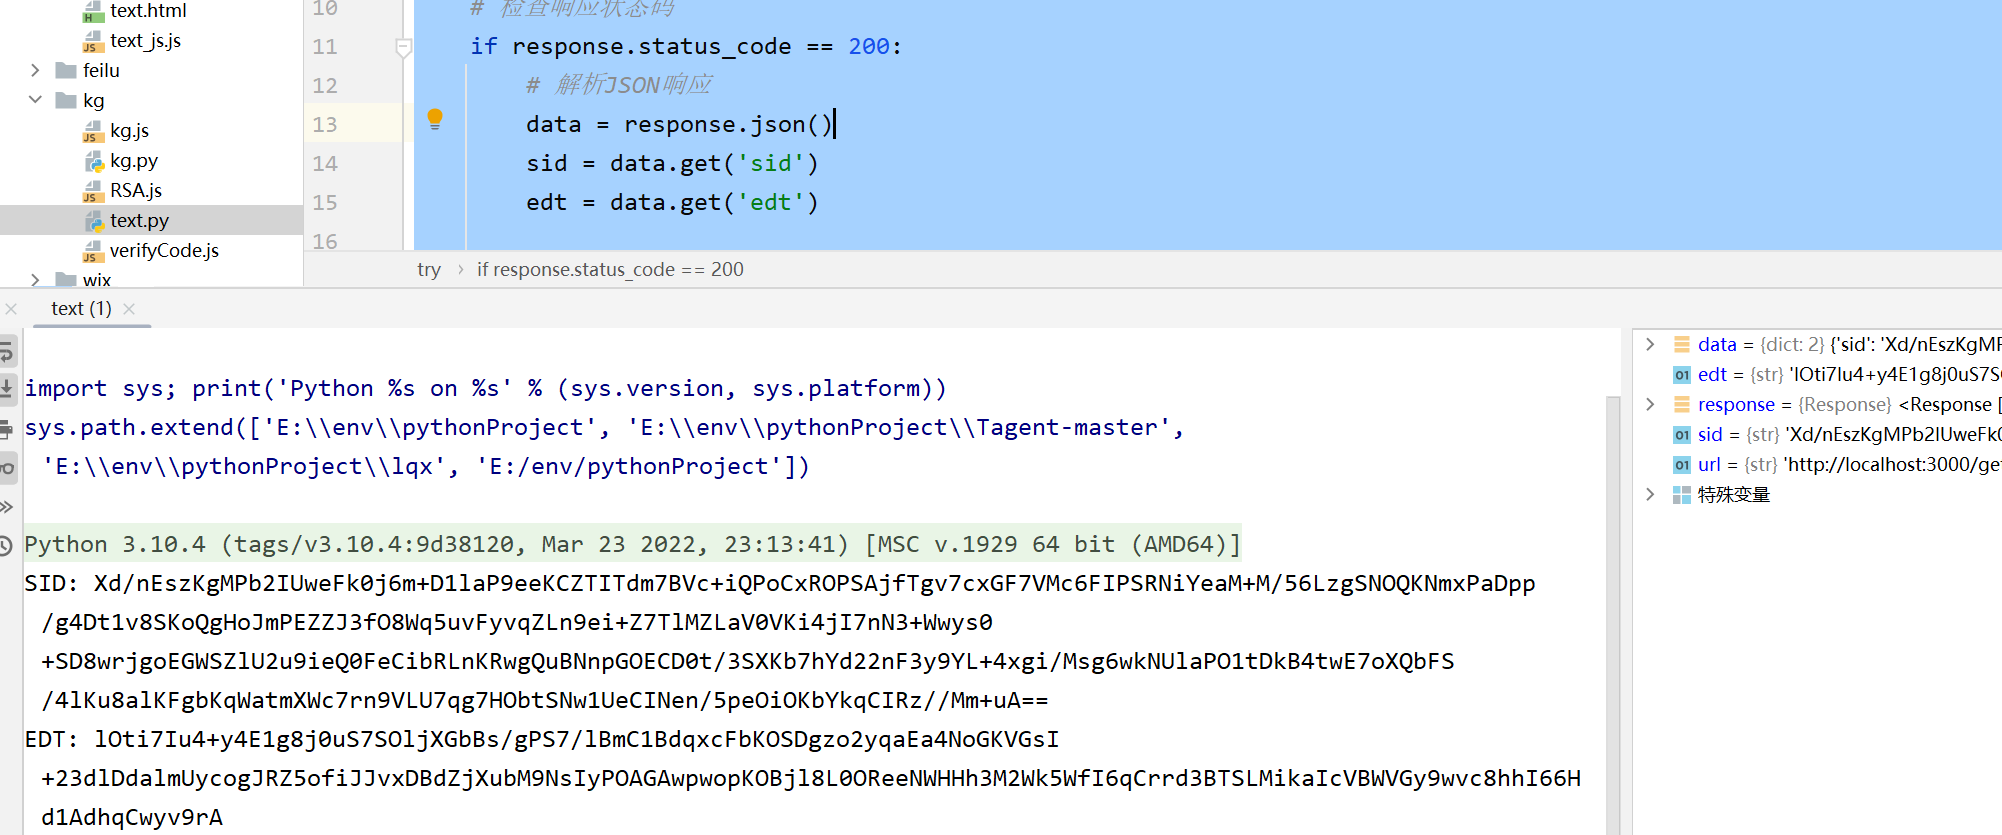 text.html
text_js.js
feilu
kg
kg.js
kg.py
RSA.js
text.py
verifyCode.js
wix
10 # 检查响应状态码
11 if response.status_code == 200:
12 # 解析JSON响应
13 data = response.json()
14 sid = data.get('sid')
15 edt = data.get('edt')
16
try › if response.status_code == 200
text (1)
import sys; print('Python %s on %s' % (sys.version, sys.platform))
sys.path.extend(['E:\\env\\pythonProject', 'E:\\env\\pythonProject\\Tagent-master',
'E:\\env\\pythonProject\\lqx', 'E:/env/pythonProject'])
Python 3.10.4 (tags/v3.10.4:9d38120, Mar 23 2022, 23:13:41) [MSC v.1929 64 bit (AMD64)]
SID: Xd/nEszKgMPb2IUweFk0j6m+D1laP9eeKCZTITdm7BVc+iQPoCxROPSAjfTgv7cxGF7VMc6FIPSRNiYeaM+M/56LzgSNOQKNmxPaDpp
/g4Dt1v8SKoQgHoJmPEZZJ3fO8Wq5uvFyvqZLn9ei+Z7TlMZLaV0VKi4jI7nN3+Wwys0
+SD8wrjgoEGWSZlU2u9ieQ0FeCibRLnKRwgQuBNnpGOECD0t/3SXKb7hYd22nF3y9YL+4xgi/Msg6wkNUlaPO1tDkB4twE7oXQbFS
/4lKu8alKFgbKqWatmXWc7rn9VLU7qg7HObtSNw1UeCINen/5peOiOKbYkqCIRz//Mm+uA==
EDT: lOti7Iu4+y4E1g8j0uS7SOljXGbBs/gPS7/lBmC1BdqxcFbKOSDgzo2yqaEa4NoGKVGsI
+23dlDdalmUycogJRZ5ofiJJvxDBdZjXubM9NsIyPOAGAwpwopKOBjl8L0OReeNWHHh3M2Wk5WfI6qCrrd3BTSLMikaIcVBWVGy9wvc8hhI66H
d1AdhqCwyv9rA
data = {dict: 2} {'sid': 'Xd/nEszKgMP
edt = {str} 'lOti7Iu4+y4E1g8j0uS7S
response = {Response} <Response [
sid = {str} 'Xd/nEszKgMPb2IUweFk0
url = {str} 'http://localhost:3000/ge
特殊变量